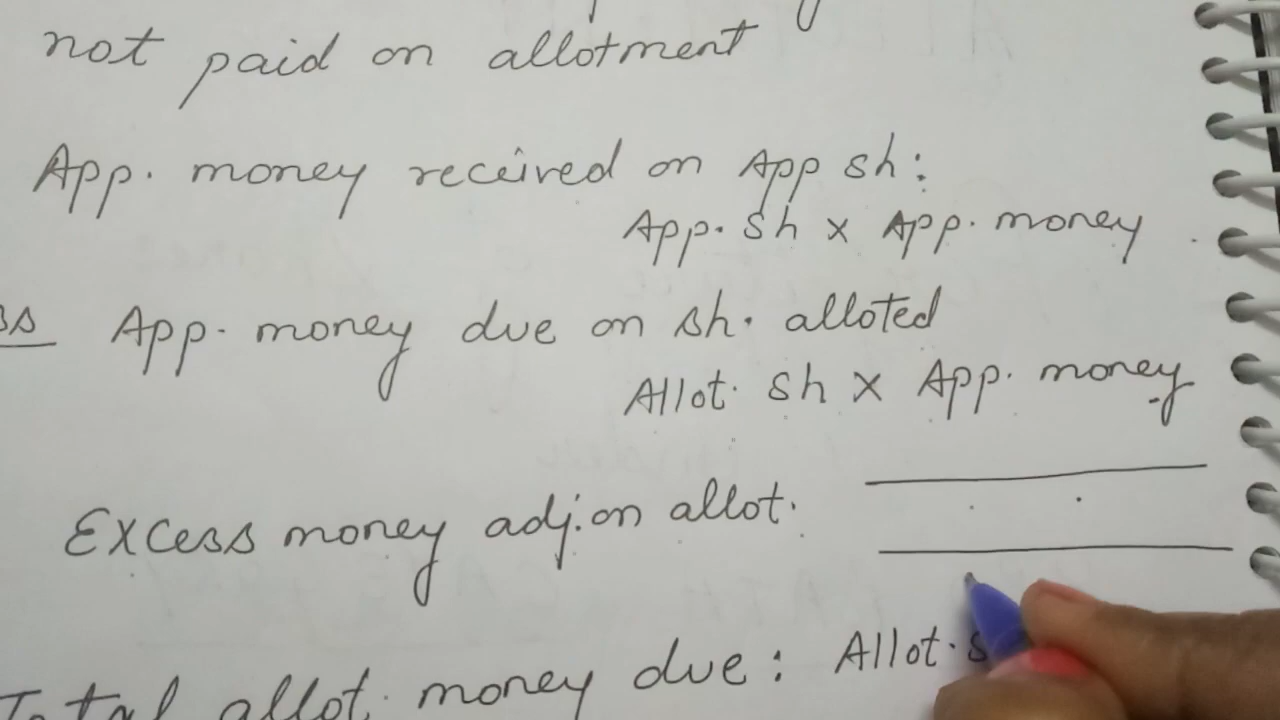 not paid on allotment
App. money received on App sh:
App. sh x App. money
App. money due on sh. alloted
Allot. sh x App. money
Excess money adj. on allot.
Total allot. money due: Allot. s